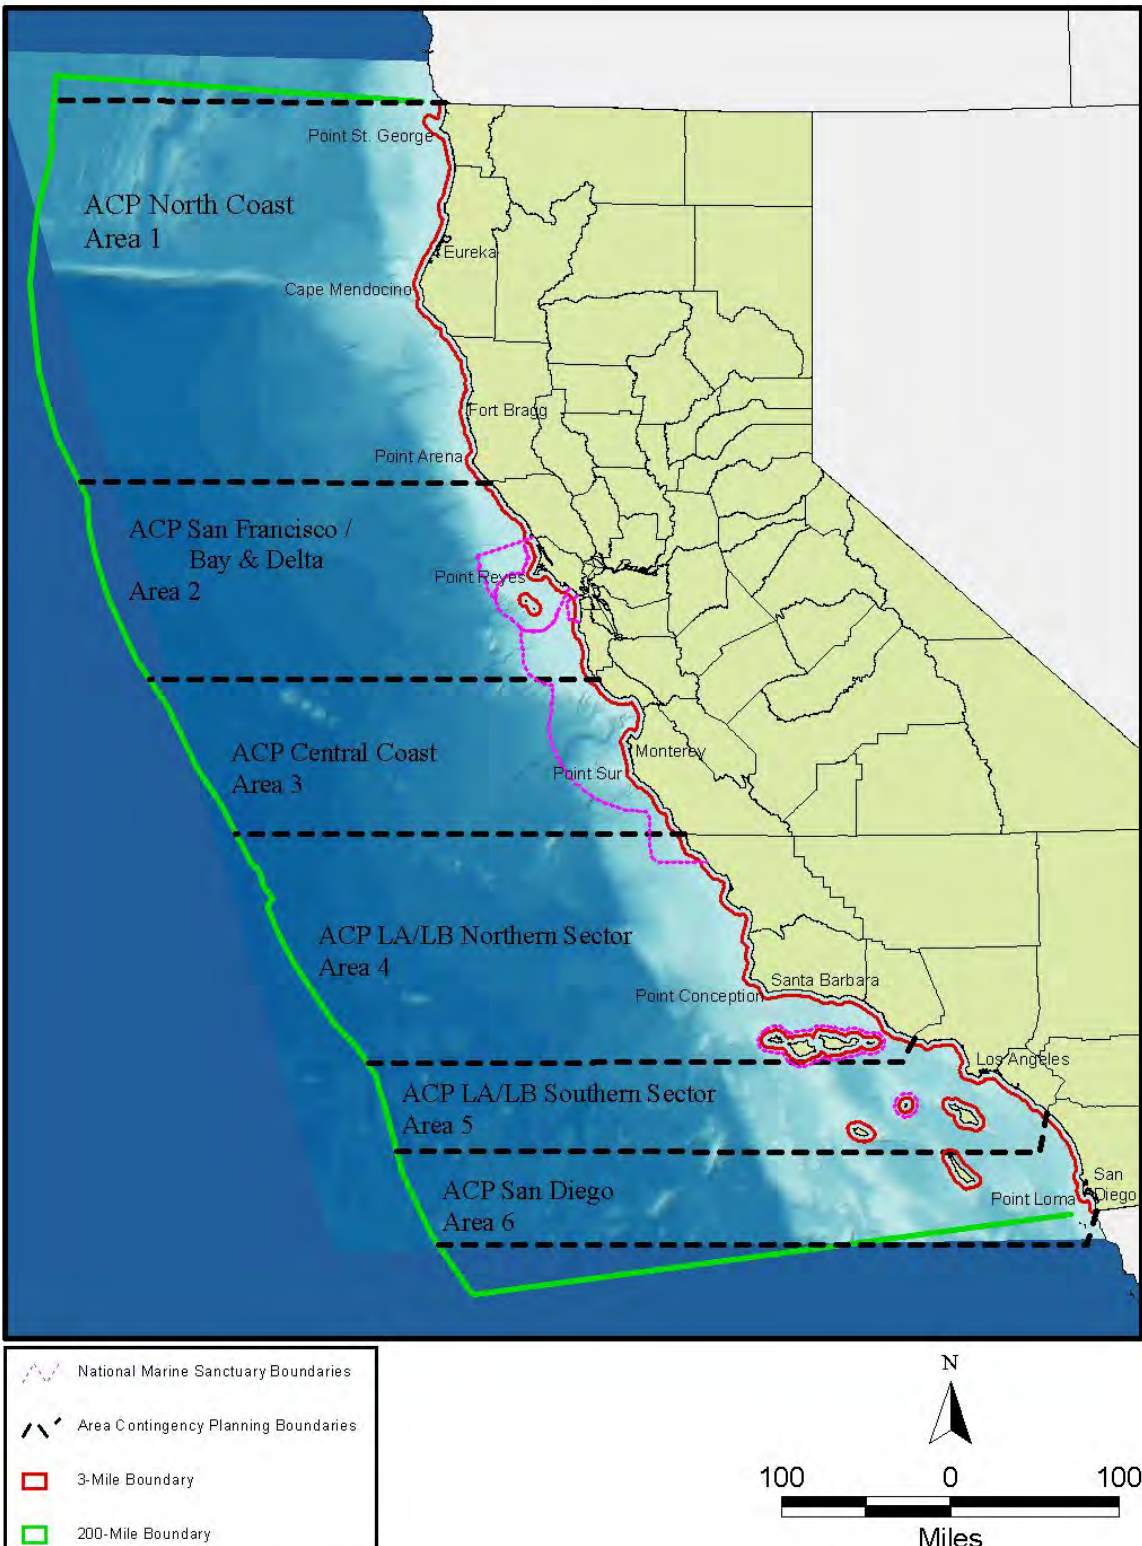 Point St. George
ACP North Coast
Area 1
Eureka
Cape Mendocino
Fort Bragg
Point Arena
ACP San Francisco /
Bay & Delta
Area 2
Point Reyes
ACP Central Coast
Area 3
Monterey
Point Sur
ACP LA/LB Northern Sector
Area 4
Santa Barbara
Point Conception
Los Angeles
ACP LA/LB Southern Sector
Area 5
ACP San Diego
Area 6
San
Diego
Point Loma
National Marine Sanctuary Boundaries
Area Contingency Planning Boundaries
3-Mile Boundary
200-Mile Boundary
N
100 0 100
Miles